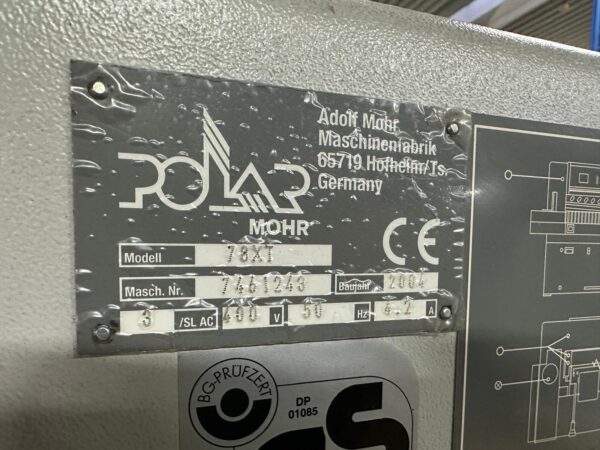 POLAR
MOHR
Adolf Mohr
Maschinenfabrik
65719 Hofheim/Ts.
Germany
CE
Modell 78XT
Masch. Nr. 7461243 Baujahr 2004
3 /SL AC 400 V 50 Hz 4.2 A
BG-PRÜFZERT
DP
01085